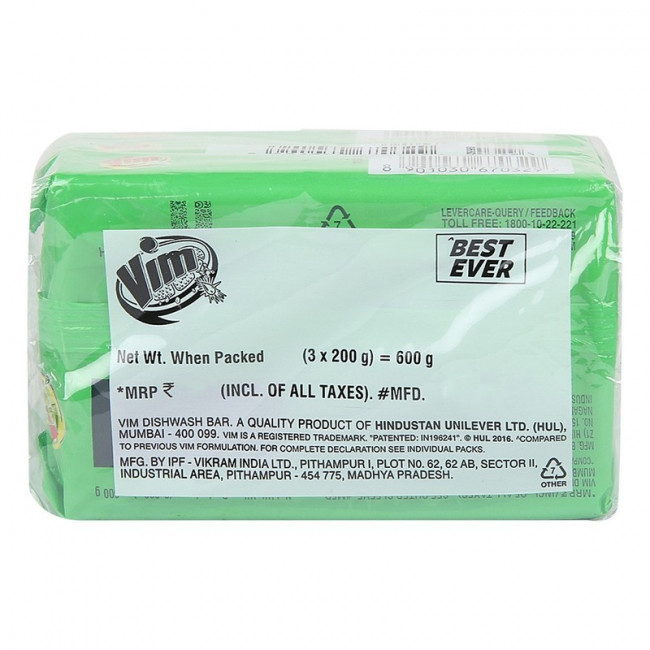 8 901030 670329
LEVERCARE-QUERY / FEEDBACK
TOLL FREE: 1800-10-22-221
7
Vim
^BEST
EVER
Net Wt. When Packed (3 x 200 g) = 600 g
*MRP ₹ (INCL. OF ALL TAXES). #MFD.
VIM DISHWASH BAR. A QUALITY PRODUCT OF HINDUSTAN UNILEVER LTD. (HUL),
MUMBAI - 400 099. VIM IS A REGISTERED TRADEMARK. "PATENTED: IN196241". © HUL 2016. ^COMPARED
TO PREVIOUS VIM FORMULATION. FOR COMPLETE DECLARATION SEE INDIVIDUAL PACKS.
MFG. BY IPF - VIKRAM INDIA LTD., PITHAMPUR I, PLOT NO. 62, 62 AB, SECTOR II,
INDUSTRIAL AREA, PITHAMPUR - 454 775, MADHYA PRADESH.
7
OTHER